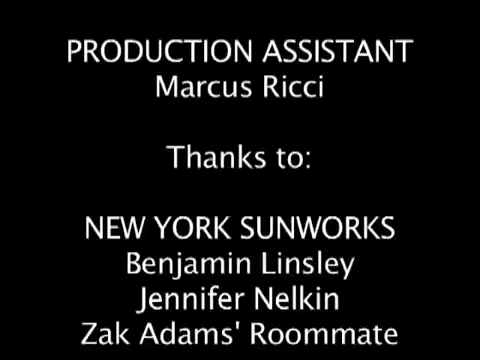 PRODUCTION ASSISTANT
Marcus Ricci
Thanks to:
NEW YORK SUNWORKS
Benjamin Linsley
Jennifer Nelkin
Zak Adams' Roommate